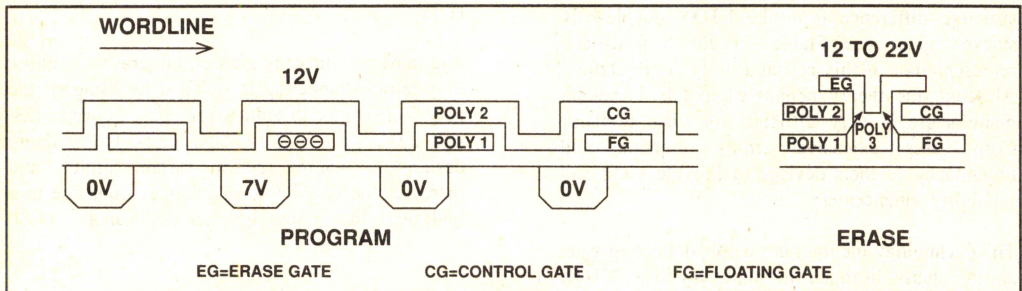 WORDLINE
12V
12 TO 22V
EG
POLY 2
CG
POLY 2
CG
⊖⊖⊖
POLY 1
FG
POLY 1
POLY 3
FG
0V
7V
0V
0V
PROGRAM
ERASE
EG=ERASE GATE
CG=CONTROL GATE
FG=FLOATING GATE